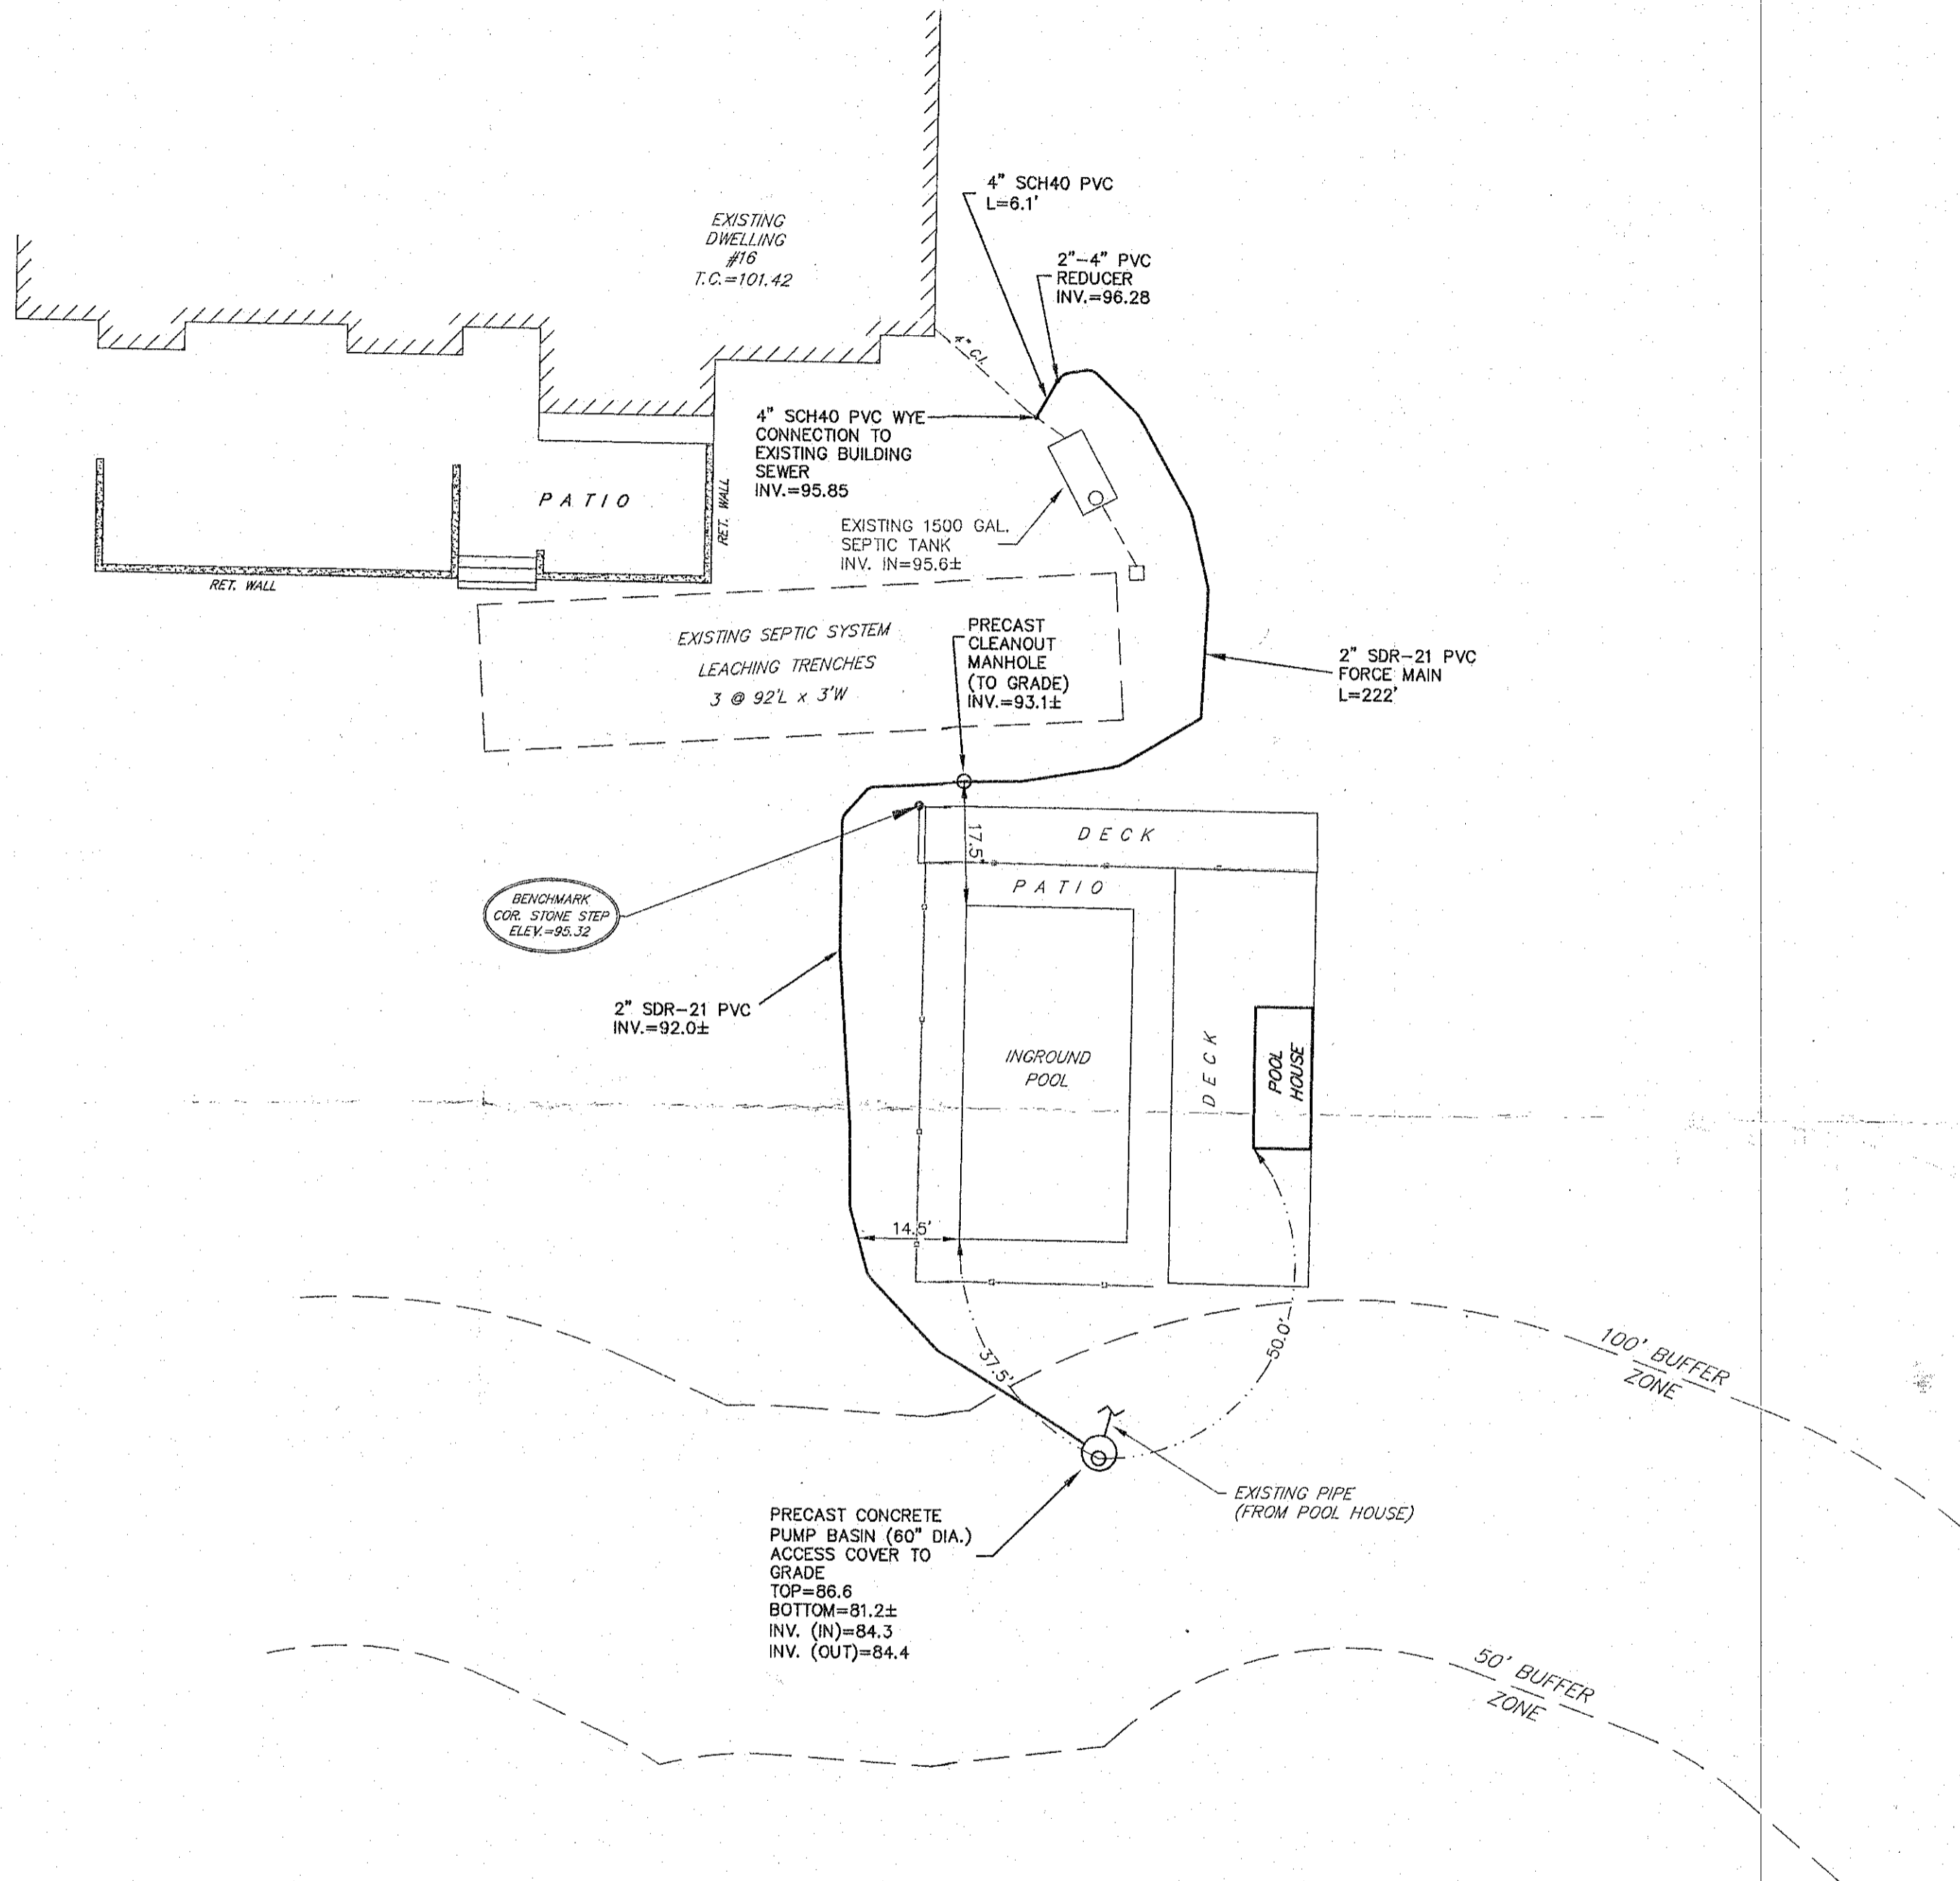 4" SCH40 PVC
L=6.1'
EXISTING
DWELLING
#16
T.C.=101.42
2"-4" PVC
REDUCER
INV.=96.28
4" C.I.
4" SCH40 PVC WYE
CONNECTION TO
EXISTING BUILDING
SEWER
INV.=95.85
PATIO
RET. WALL
EXISTING 1500 GAL.
SEPTIC TANK
INV. IN=95.6±
RET. WALL
EXISTING SEPTIC SYSTEM
LEACHING TRENCHES
3 @ 92'L x 3'W
PRECAST
CLEANOUT
MANHOLE
(TO GRADE)
INV.=93.1±
2" SDR-21 PVC
FORCE MAIN
L=222'
17.5'
DECK
PATIO
BENCHMARK
COR. STONE STEP
ELEV.=95.32
2" SDR-21 PVC
INV.=92.0±
INGROUND
POOL
DECK
POOL
HOUSE
14.5'
37.5'
50.0'
100' BUFFER
ZONE
EXISTING PIPE
(FROM POOL HOUSE)
PRECAST CONCRETE
PUMP BASIN (60" DIA.)
ACCESS COVER TO
GRADE
TOP=86.6
BOTTOM=81.2±
INV. (IN)=84.3
INV. (OUT)=84.4
50' BUFFER
ZONE